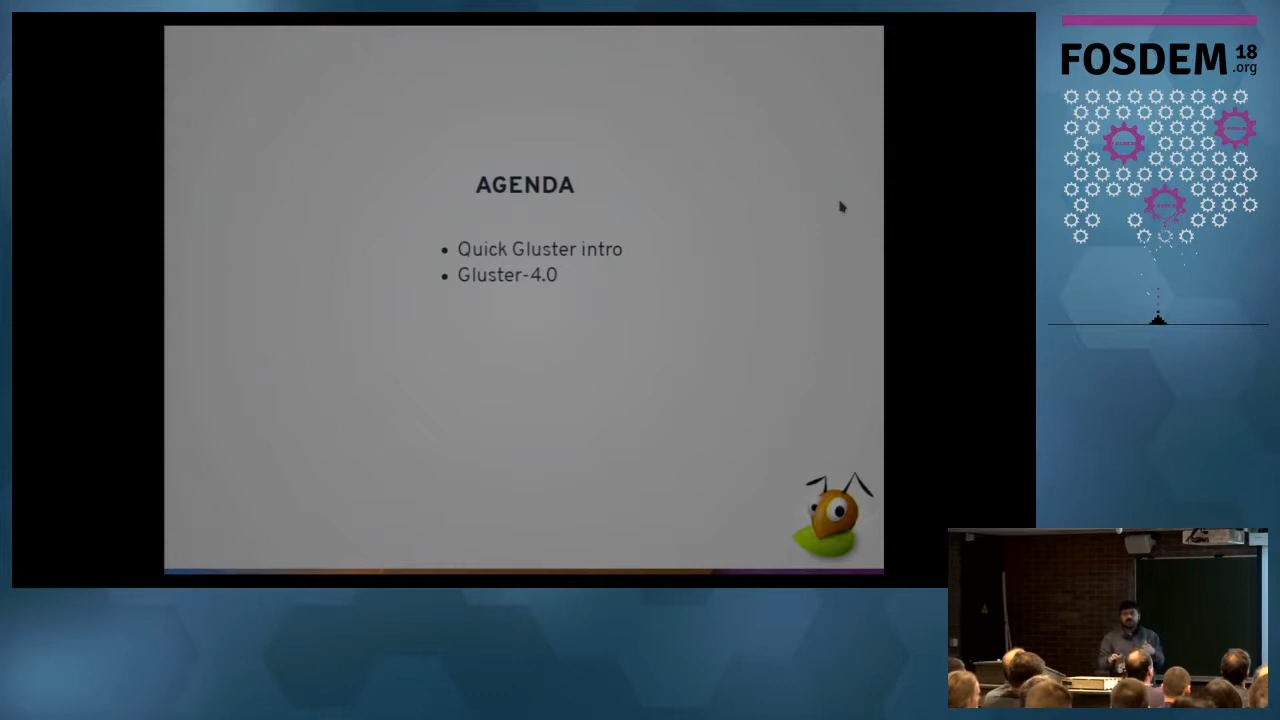 AGENDA
• Quick Gluster intro
• Gluster-4.0
FOSDEM 18
.org